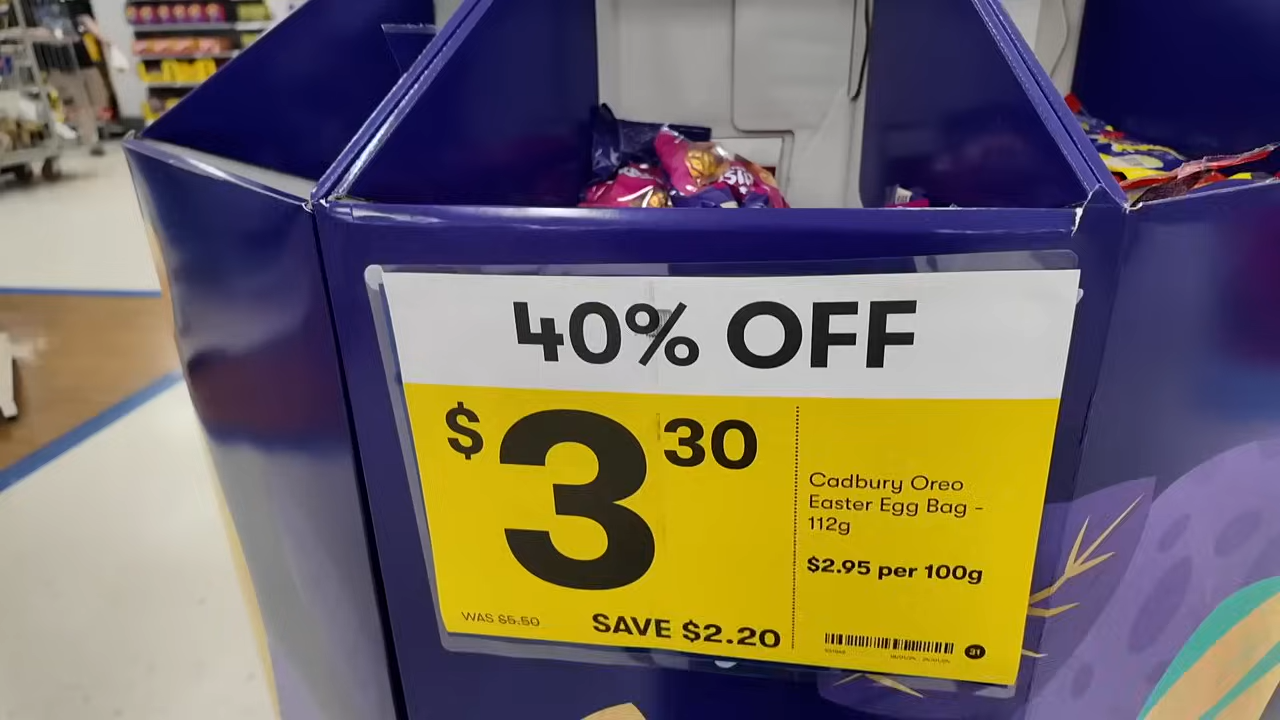 40% OFF
$3 30
Cadbury Oreo
Easter Egg Bag -
112g
$2.95 per 100g
WAS $5.50
SAVE $2.20
31